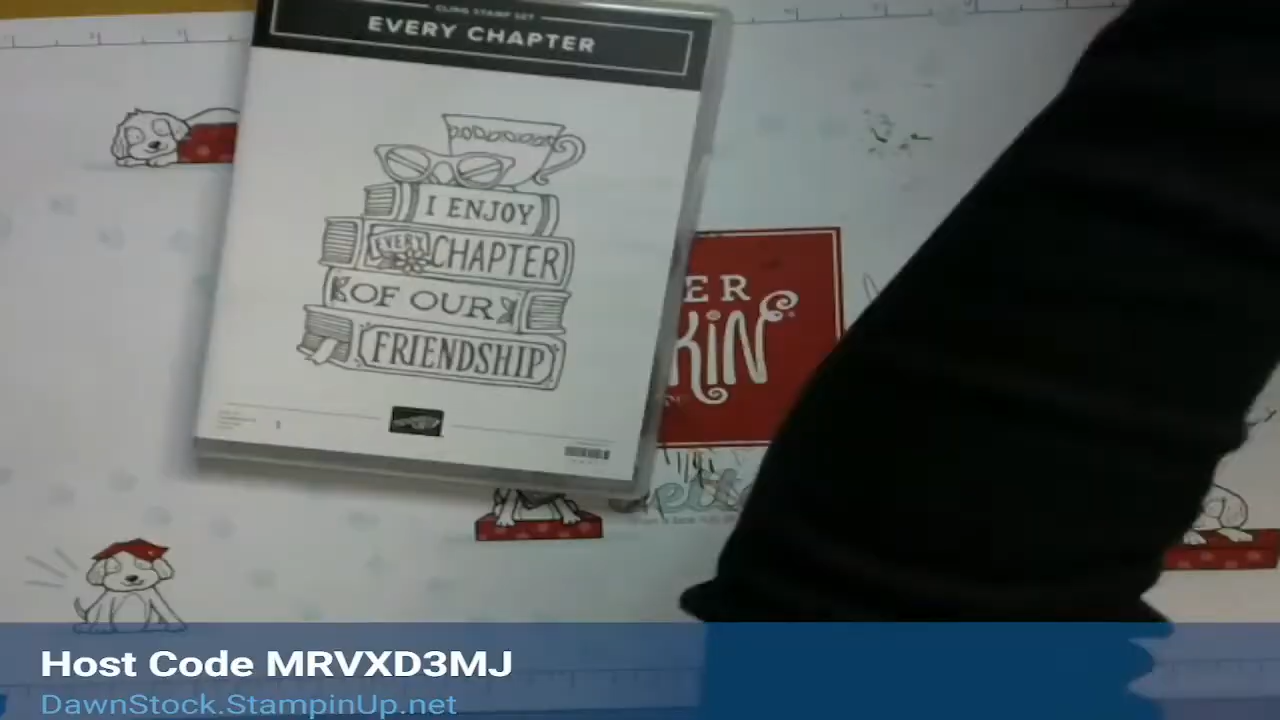 CLING STAMP SET
EVERY CHAPTER
I ENJOY
EVERY CHAPTER
OF OUR
FRIENDSHIP
ER
KIN
Host Code MRVXD3MJ
DawnStock.StampinUp.net